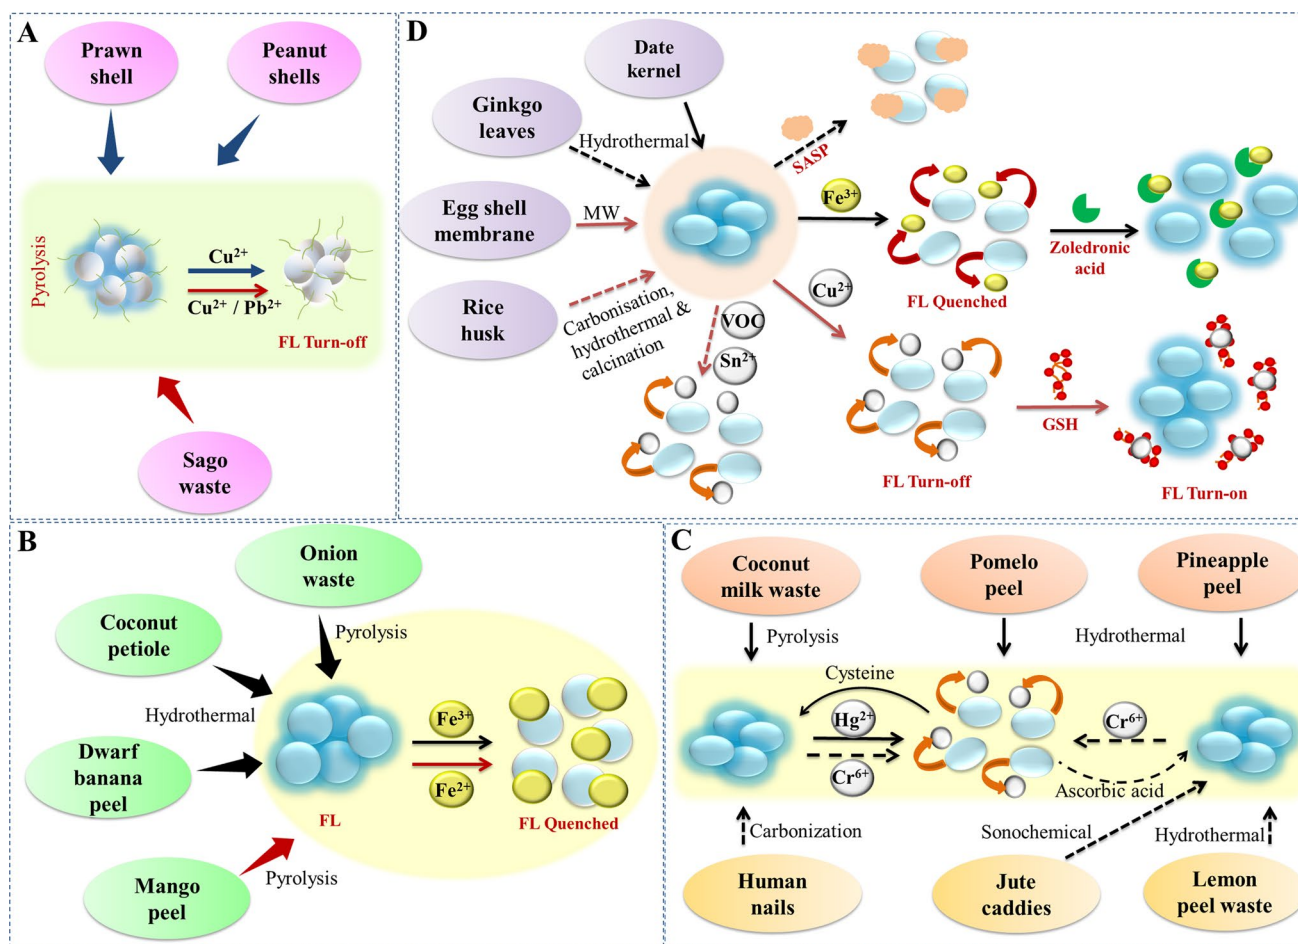 A
Prawn
shell
Peanut
shells
Pyrolysis
Cu²⁺
Cu²⁺ / Pb²⁺
FL Turn-off
Sago
waste
D
Date
kernel
Ginkgo
leaves
Hydrothermal
Egg shell
membrane
MW
Rice
husk
Carbonisation,
hydrothermal &
calcination
SASP
Fe³⁺
FL Quenched
Zoledronic
acid
Cu²⁺
VOC
Sn²⁺
FL Turn-off
GSH
FL Turn-on
B
Onion
waste
Pyrolysis
Coconut
petiole
Hydrothermal
Dwarf
banana
peel
Mango
peel
Pyrolysis
FL
Fe³⁺
Fe²⁺
FL Quenched
C
Coconut
milk waste
Pomelo
peel
Pineapple
peel
Pyrolysis
Hydrothermal
Cysteine
Hg²⁺
Cr⁶⁺
Cr⁶⁺
Ascorbic acid
Carbonization
Sonochemical
Hydrothermal
Human
nails
Jute
caddies
Lemon
peel waste